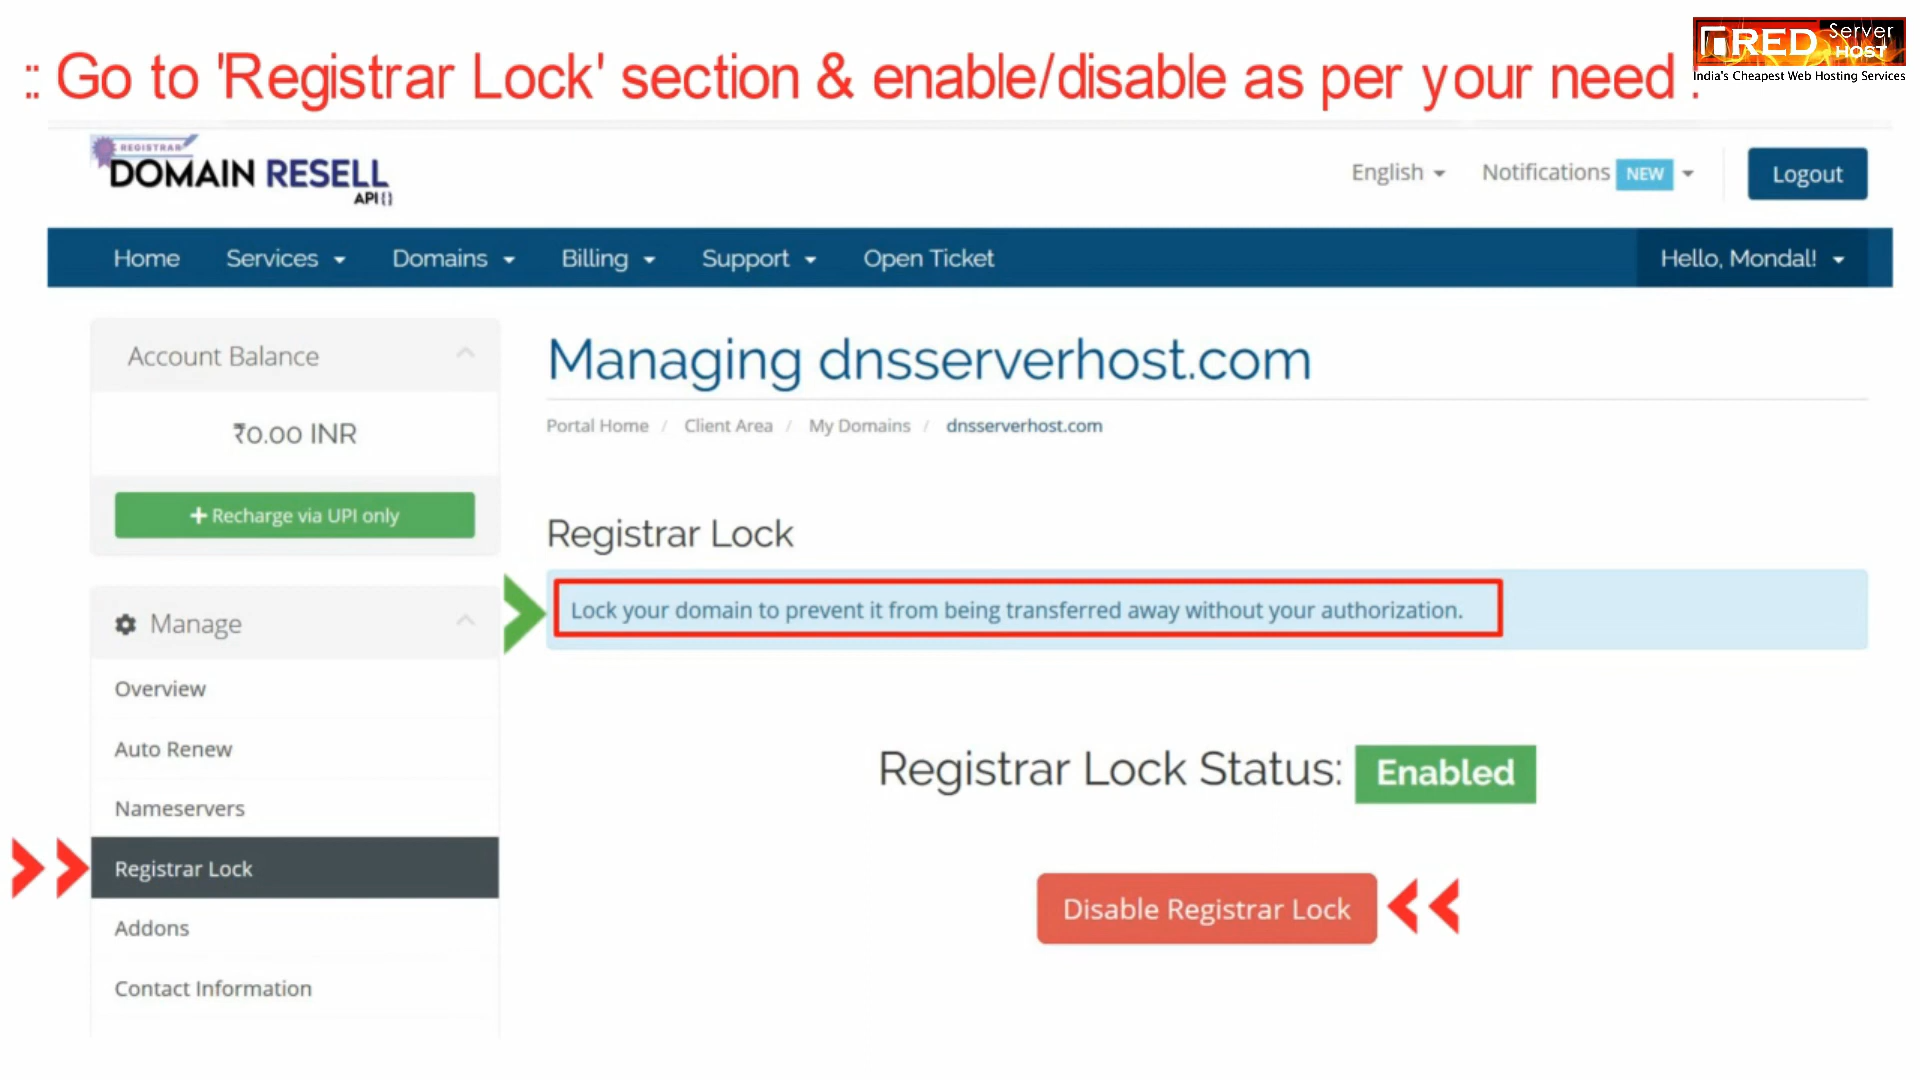 :: Go to 'Registrar Lock' section & enable/disable as per your need :
RED Server HOST
India's Cheapest Web Hosting Services
REGISTRAR
DOMAIN RESELL
API{}
English
Notifications NEW
Logout
Home Services Domains Billing Support Open Ticket Hello, Mondal!
Account Balance
₹0.00 INR
+ Recharge via UPI only
Manage
Overview
Auto Renew
Nameservers
Registrar Lock
Addons
Contact Information
Managing dnsserverhost.com
Portal Home / Client Area / My Domains / dnsserverhost.com
Registrar Lock
Lock your domain to prevent it from being transferred away without your authorization.
Registrar Lock Status: Enabled
Disable Registrar Lock